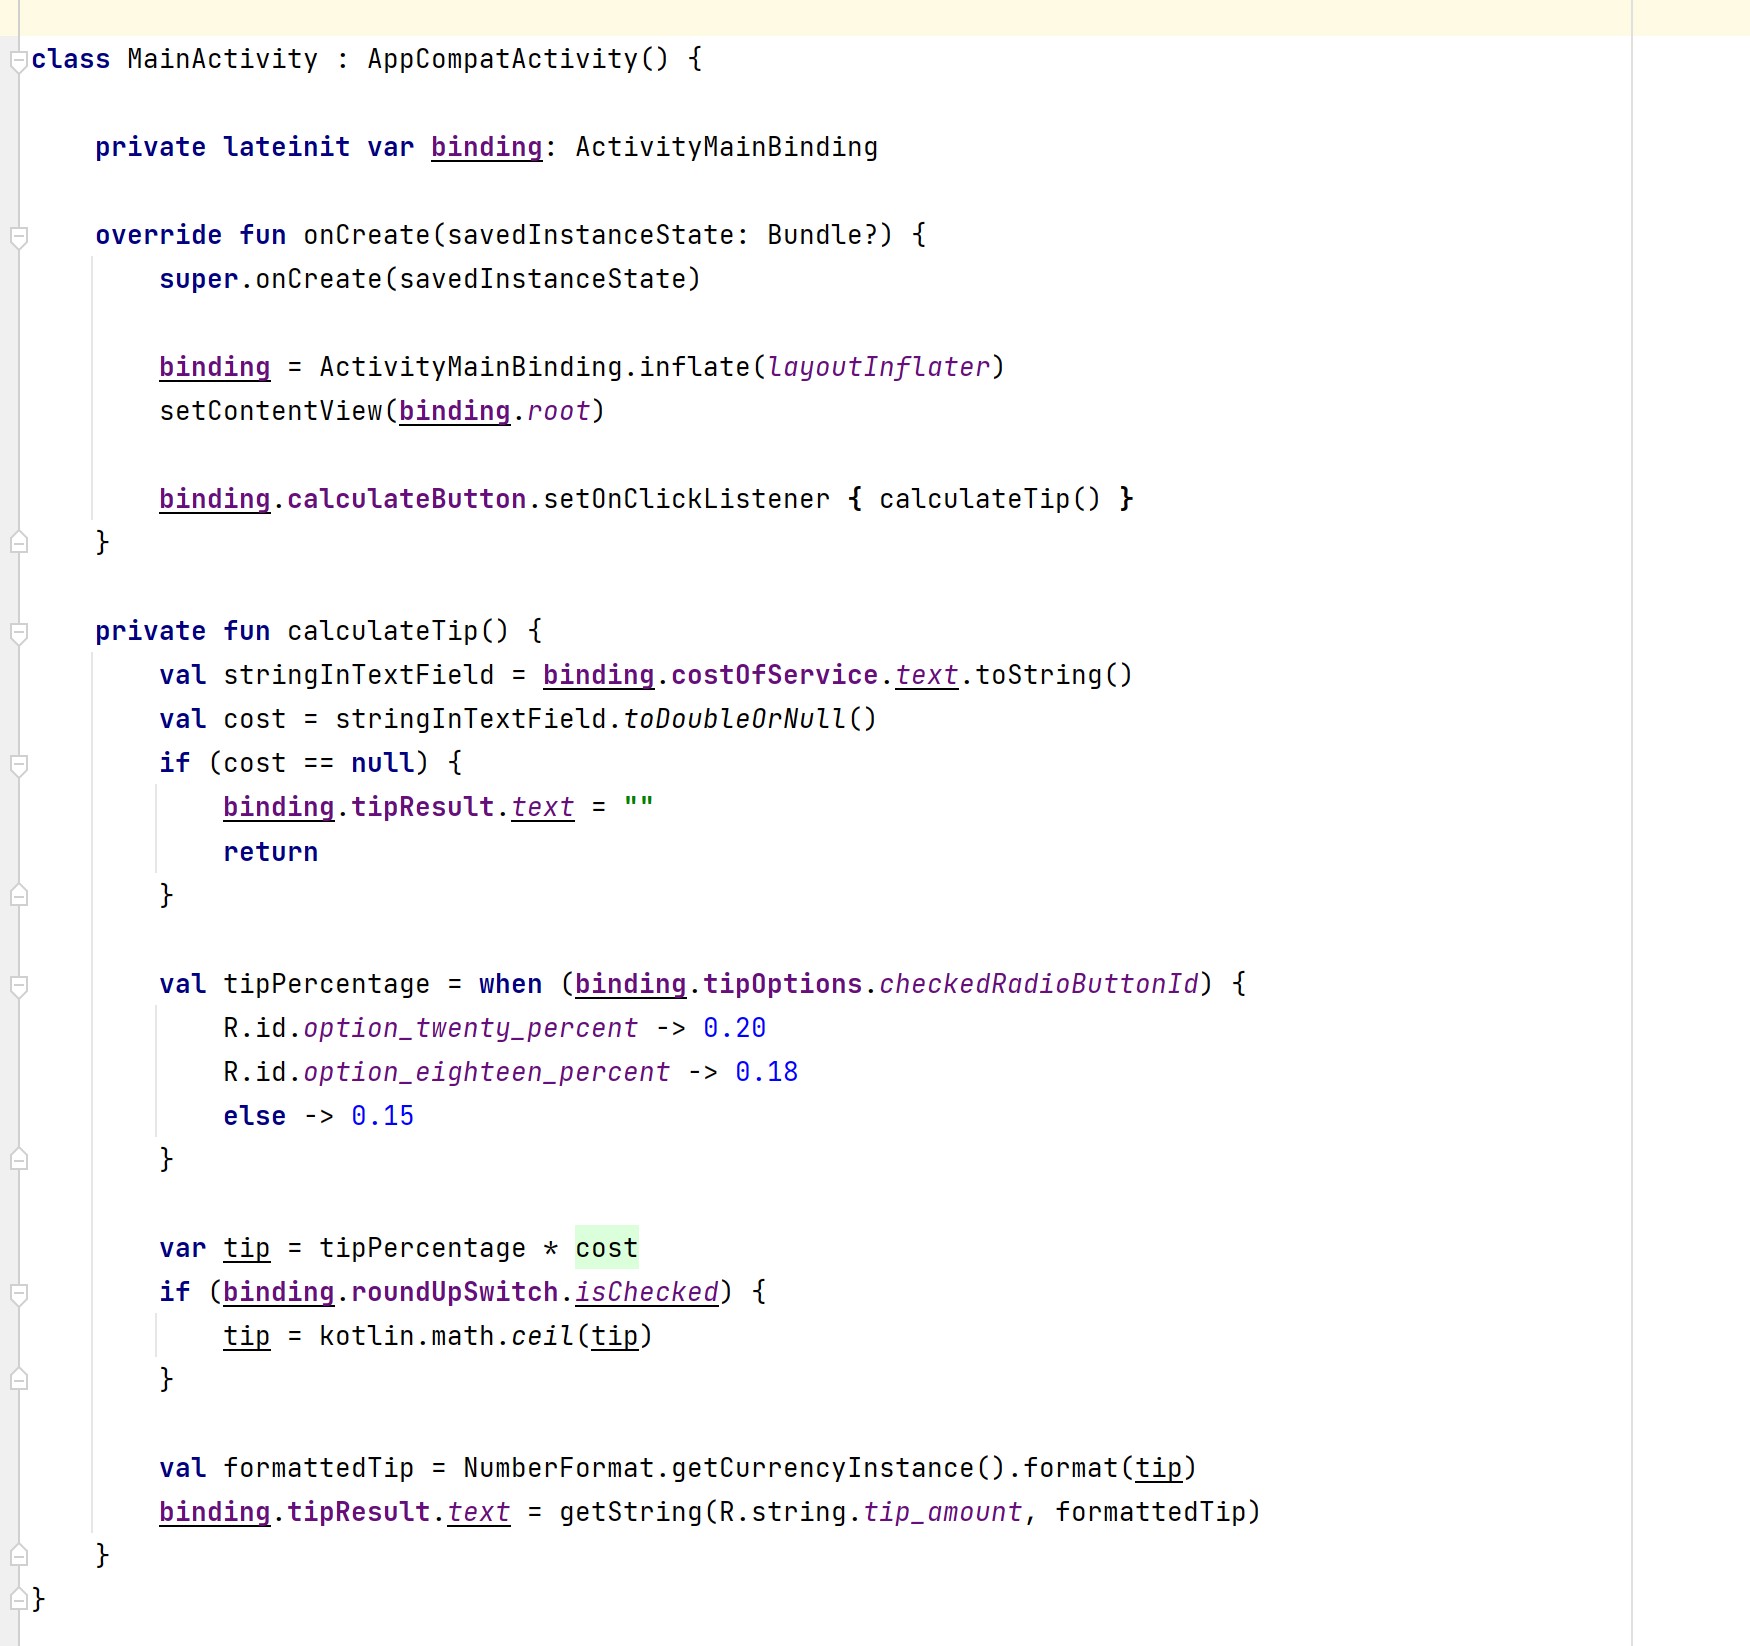 class MainActivity : AppCompatActivity() {
    private lateinit var binding: ActivityMainBinding
    override fun onCreate(savedInstanceState: Bundle?) {
        super.onCreate(savedInstanceState)
        binding = ActivityMainBinding.inflate(layoutInflater)
        setContentView(binding.root)
        binding.calculateButton.setOnClickListener { calculateTip() }
    }
    private fun calculateTip() {
        val stringInTextField = binding.costOfService.text.toString()
        val cost = stringInTextField.toDoubleOrNull()
        if (cost == null) {
            binding.tipResult.text = ""
            return
        }
        val tipPercentage = when (binding.tipOptions.checkedRadioButtonId) {
            R.id.option_twenty_percent -> 0.20
            R.id.option_eighteen_percent -> 0.18
            else -> 0.15
        }
        var tip = tipPercentage * cost
        if (binding.roundUpSwitch.isChecked) {
            tip = kotlin.math.ceil(tip)
        }
        val formattedTip = NumberFormat.getCurrencyInstance().format(tip)
        binding.tipResult.text = getString(R.string.tip_amount, formattedTip)
    }
}